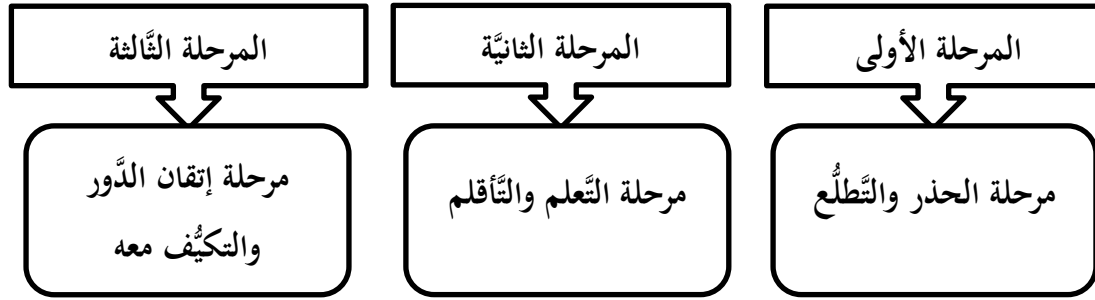 المرحلة الأولى
المرحلة الثانيَّة
المرحلة الثَّالثة
مرحلة الحذر والتَّطلُّع
مرحلة التَّعلم والتَّأقلم
مرحلة إتقان الدَّور
والتكيُّف معه